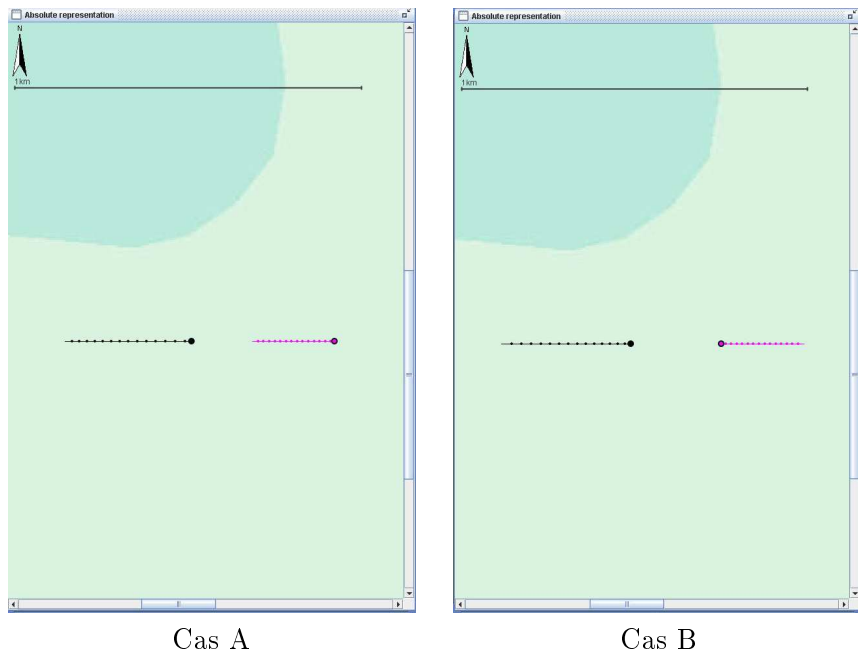 Absolute representation
N
1km
Cas A
Absolute representation
N
1km
Cas B